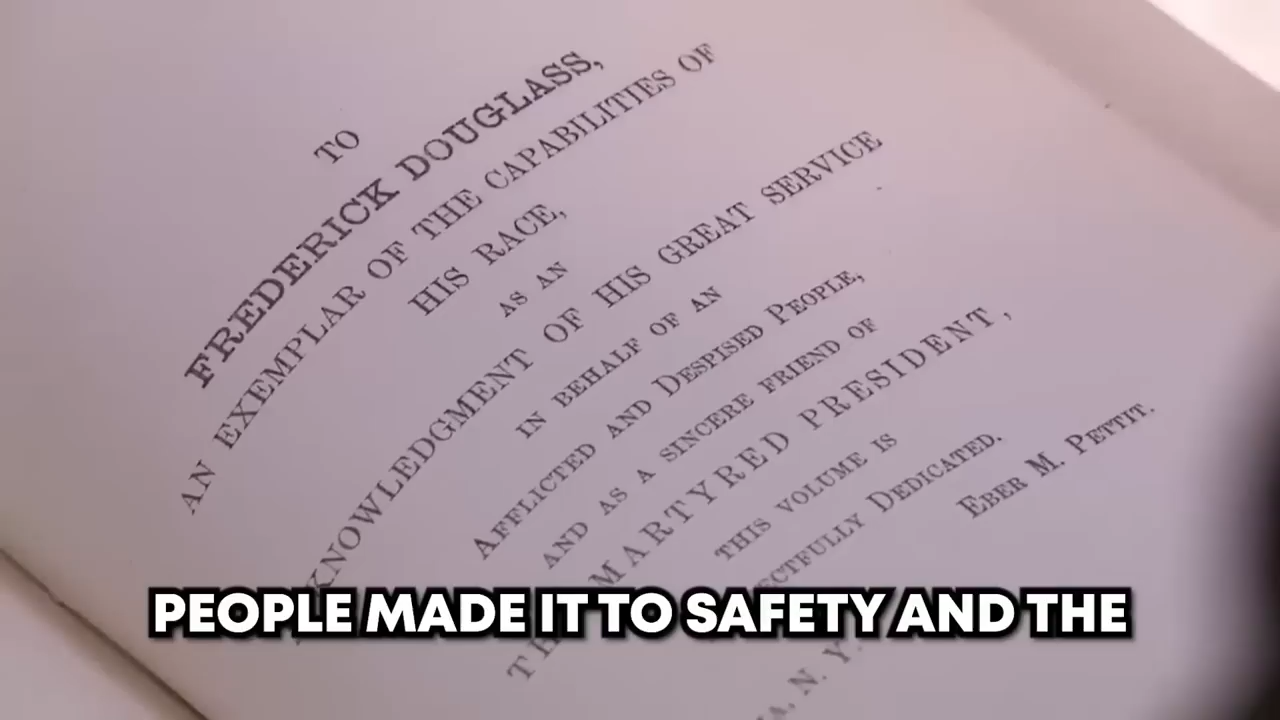 TO
FREDERICK DOUGLASS,
AN EXEMPLAR OF THE CAPABILITIES OF
HIS RACE,
AS AN
KNOWLEDGMENT OF HIS GREAT SERVICE
IN BEHALF OF AN
AFFLICTED AND DESPISED PEOPLE,
AND AS A SINCERE FRIEND OF
MARTYRED PRESIDENT,
THIS VOLUME IS
ECTFULLY DEDICATED.
EBER M. PETTIT.
N. Y.
PEOPLE MADE IT TO SAFETY AND THE